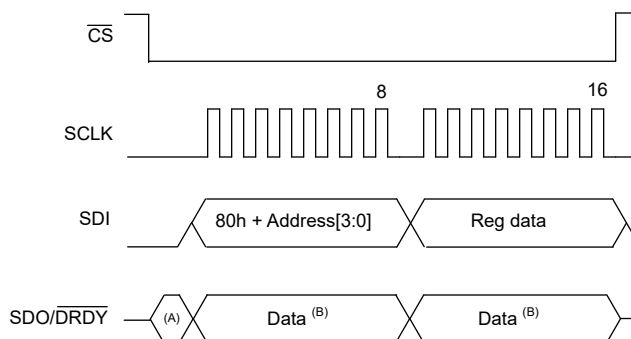 CS
8
16
SCLK
SDI
80h + Address[3:0]
Reg data
SDO/DRDY
(A)
Data (B)
Data (B)